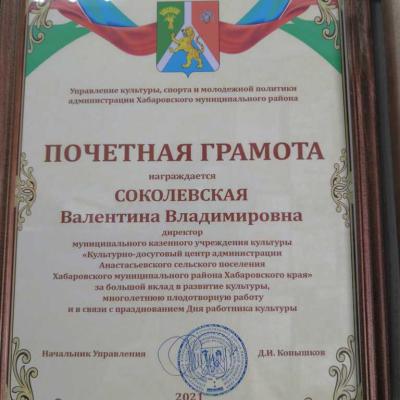 Управление культуры, спорта и молодежной политики
администрации Хабаровского муниципального района
ПОЧЕТНАЯ ГРАМОТА
награждается
СОКОЛЕВСКАЯ
Валентина Владимировна
директор
муниципального казенного учреждения культуры
«Культурно-досуговый центр администрации
Анастасьевского сельского поселения
Хабаровского муниципального района Хабаровского края»
за большой вклад в развитие культуры,
многолетнюю плодотворную работу
и в связи с празднованием Дня работника культуры
Начальник Управления
Д.И. Копышков
2021